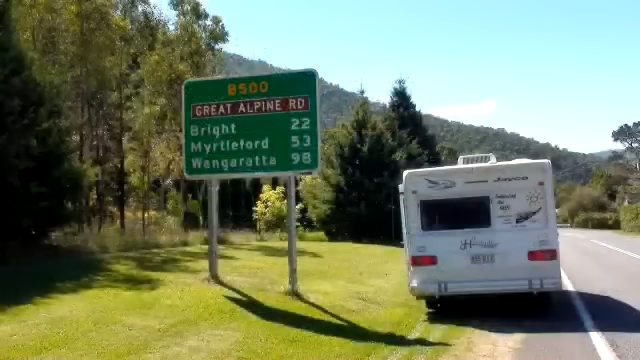 B500
GREAT ALPINE RD
Bright 22
Myrtleford 53
Wangaratta 98
Jayco